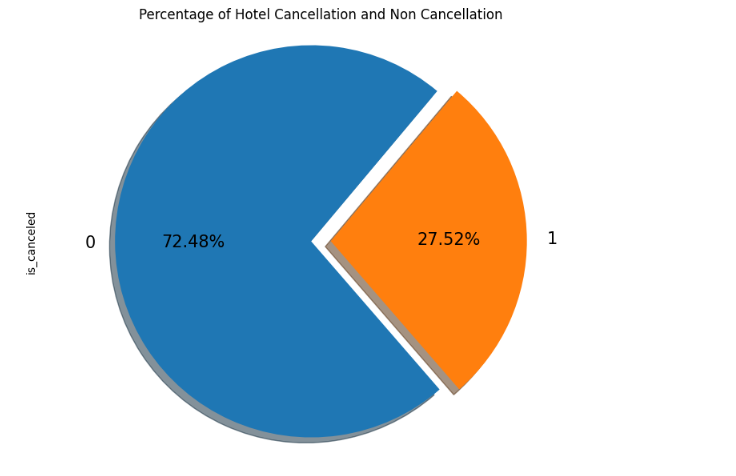 Percentage of Hotel Cancellation and Non Cancellation
is_canceled
0
72.48%
27.52%
1